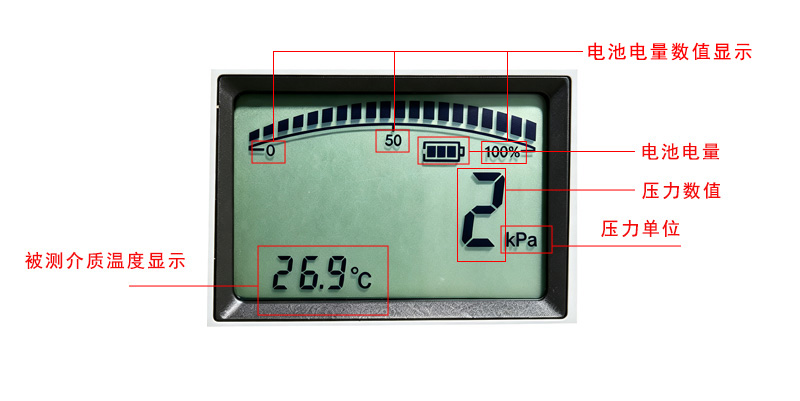 电池电量数值显示
0
50
100%
电池电量
2
压力数值
kPa
压力单位
被测介质温度显示
26.9℃